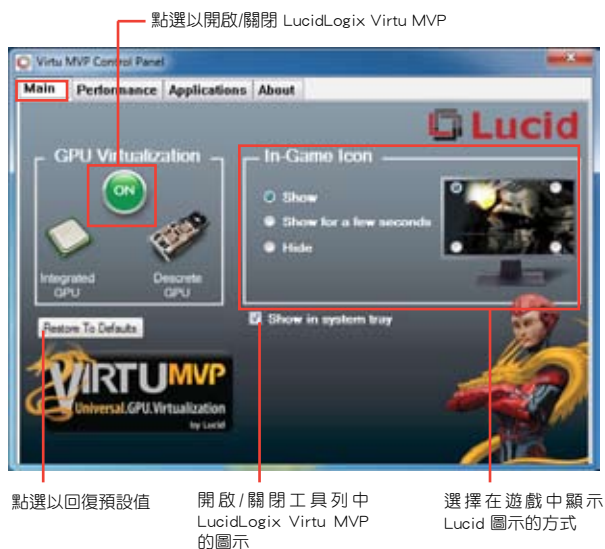 點選以開啟/關閉 LucidLogix Virtu MVP
Virtu MVP Control Panel
Main Performance Applications About
Lucid
GPU Virtualization
In-Game Icon
ON
Show
Show for a few seconds
Hide
Integrated
GPU
Descrete
GPU
Restore To Defaults
Show in system tray
VIRTUMVP
Universal.GPU.Virtualization
by Lucid
點選以回復預設值
開啟/關閉工具列中
LucidLogix Virtu MVP
的圖示
選擇在遊戲中顯示
Lucid 圖示的方式